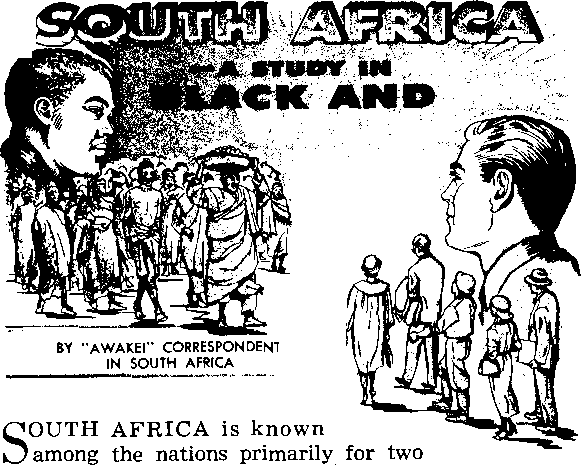 SOUTH AFRICA
—A STUDY IN
BLACK AND
BY "AWAKE!" CORRESPONDENT
IN SOUTH AFRICA
SOUTH AFRICA is known
among the nations primarily for two